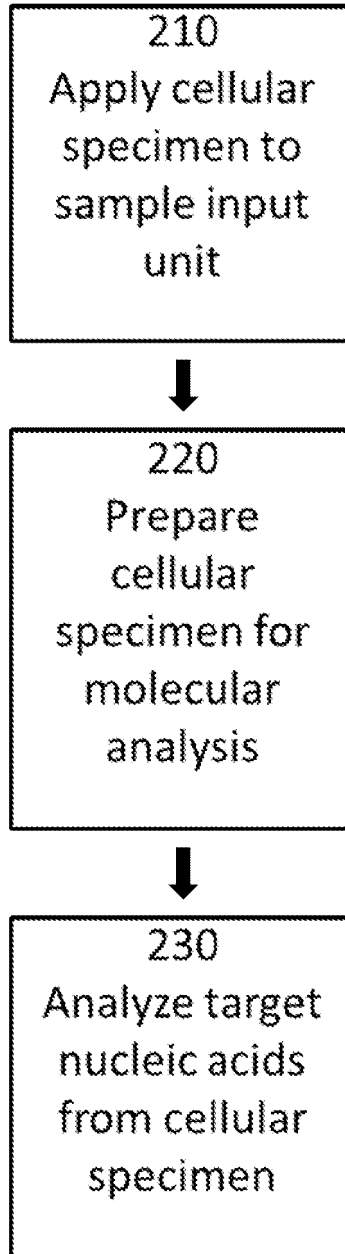 210
Apply cellular
specimen to
sample input
unit
220
Prepare
cellular
specimen for
molecular
analysis
230
Analyze target
nucleic acids
from cellular
specimen